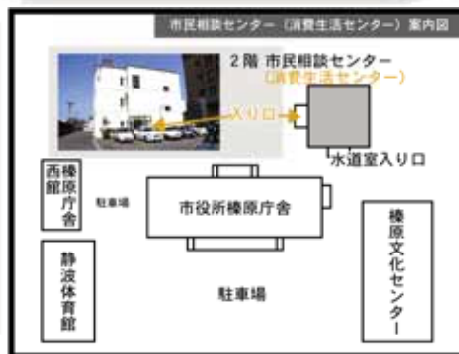 市民相談センター（消費生活センター）案内図
2階 市民相談センター
（消費生活センター）
入り口
水道室入り口
榛原庁舎
西館
駐車場
市役所榛原庁舎
静波体育館
駐車場
榛原文化センター